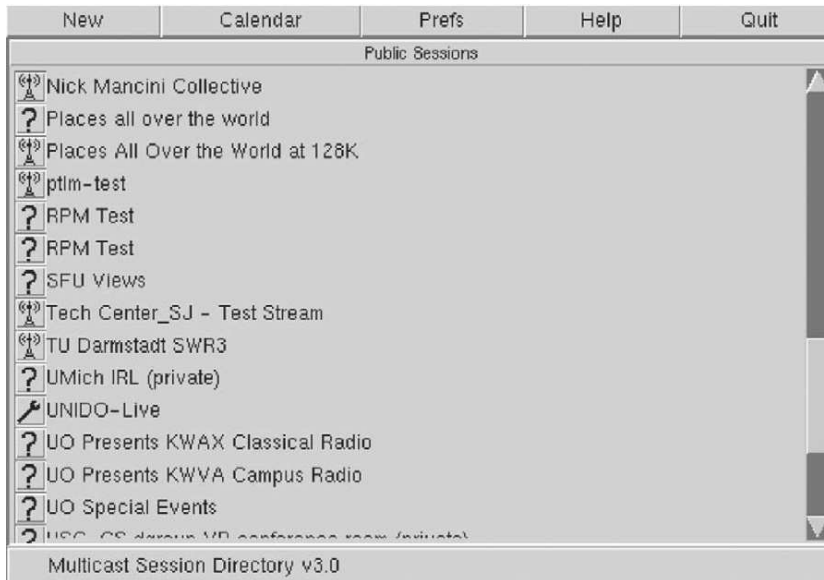 New Calendar Prefs Help Quit
Public Sessions
Nick Mancini Collective
? Places all over the world
Places All Over the World at 128K
ptlm-test
? RPM Test
? RPM Test
? SFU Views
Tech Center_SJ - Test Stream
TU Darmstadt SWR3
? UMich IRL (private)
UNIDO-Live
? UO Presents KWAX Classical Radio
? UO Presents KWVA Campus Radio
? UO Special Events
? conference room (private)
Multicast Session Directory v3.0